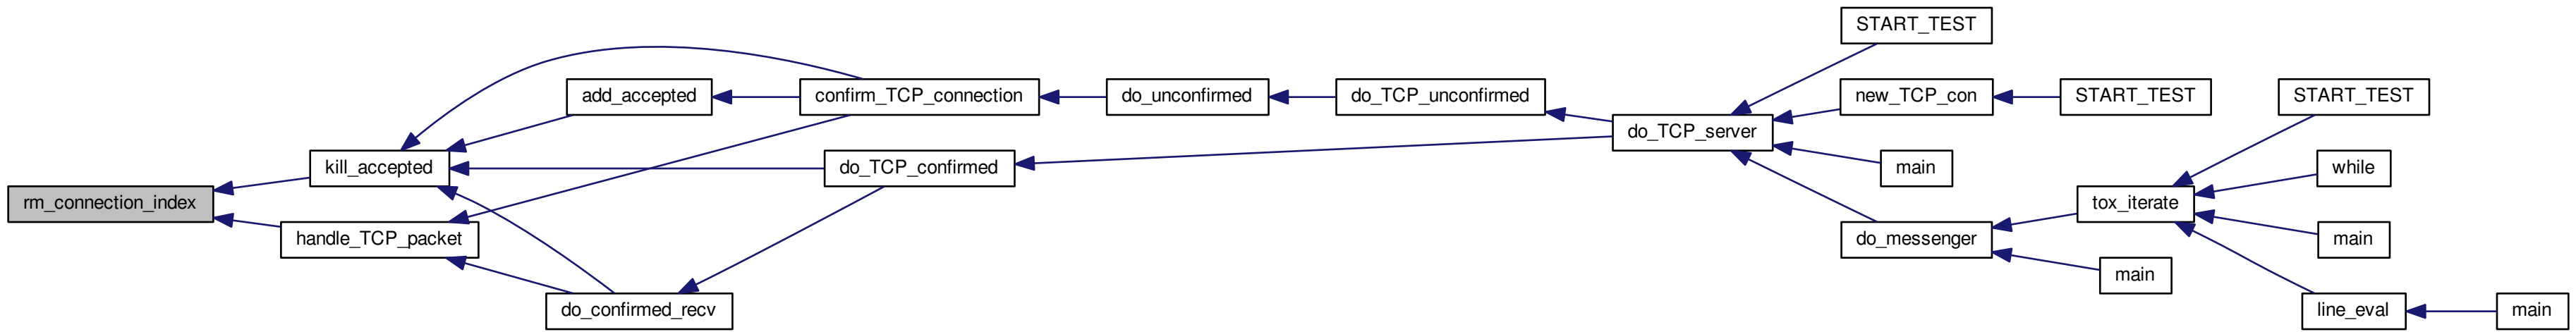 rm_connection_index
kill_accepted
handle_TCP_packet
add_accepted
do_confirmed_recv
confirm_TCP_connection
do_TCP_confirmed
do_unconfirmed
do_TCP_unconfirmed
do_TCP_server
START_TEST
new_TCP_con
main
do_messenger
START_TEST
tox_iterate
main
START_TEST
while
main
line_eval
main